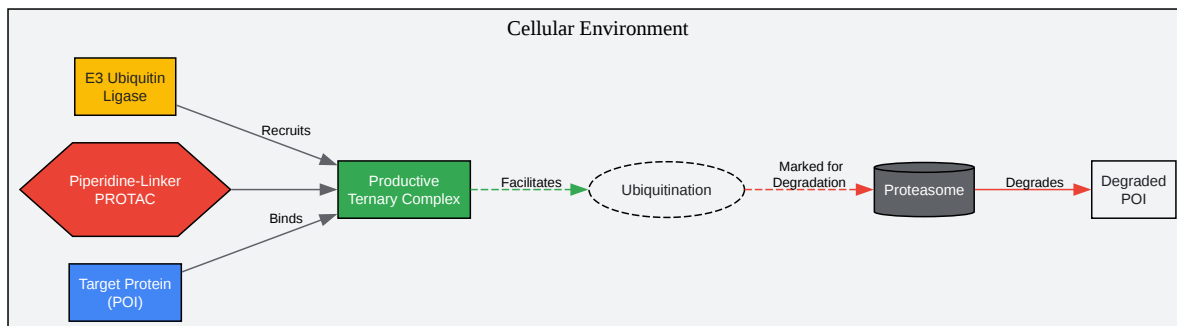 Cellular Environment
E3 Ubiquitin
Ligase
Recruits
Piperidine-Linker
PROTAC
Binds
Target Protein
(POI)
Productive
Ternary Complex
Facilitates
Ubiquitination
Marked for
Degradation
Proteasome
Degrades
Degraded
POI